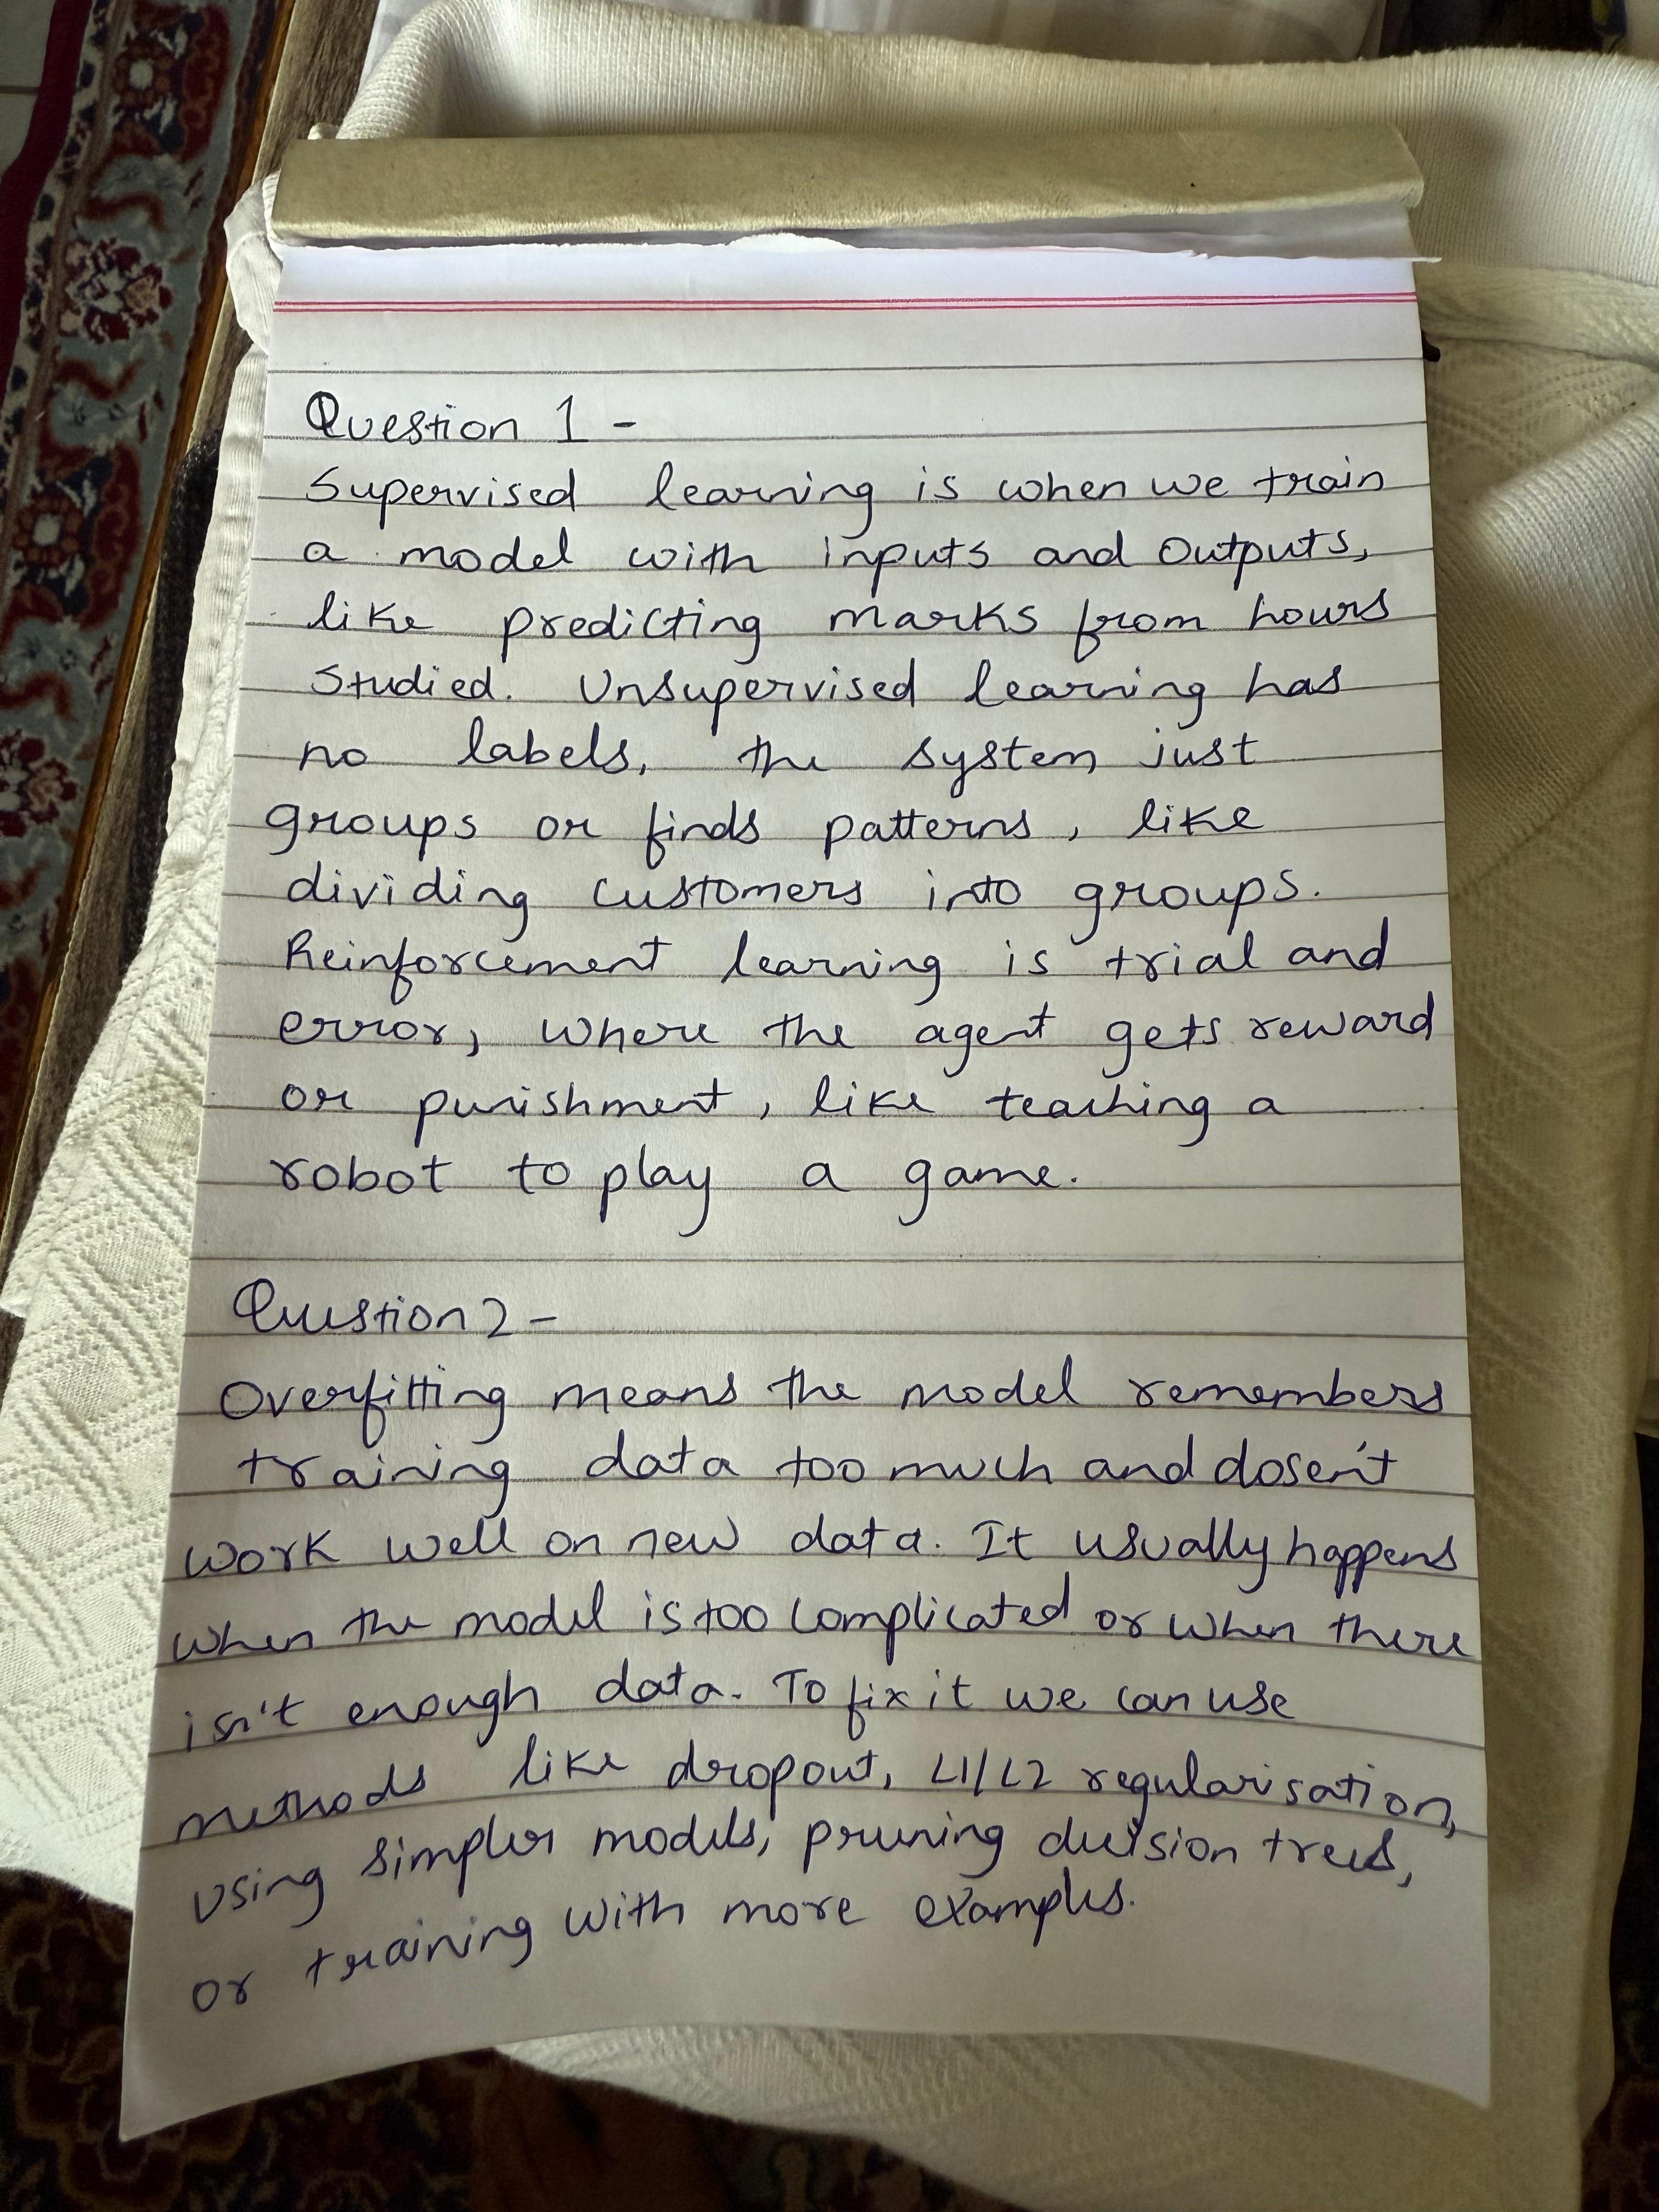 Question 1 -
Supervised learning is when we train
a model with inputs and outputs,
like predicting marks from hours
studied. Unsupervised learning has
no labels, the system just
groups or finds patterns, like
dividing customers into groups.
Reinforcement learning is trial and
error, where the agent gets reward
or punishment, like teaching a
robot to play a game.
Question 2 -
Overfitting means the model remembers
training data too much and dosen't
work well on new data. It usually happens
when the model is too complicated or when there
isn't enough data. To fix it we can use
methods like dropout, L1/L2 regularisation,
using simpler models, pruning decision trees,
or training with more examples.